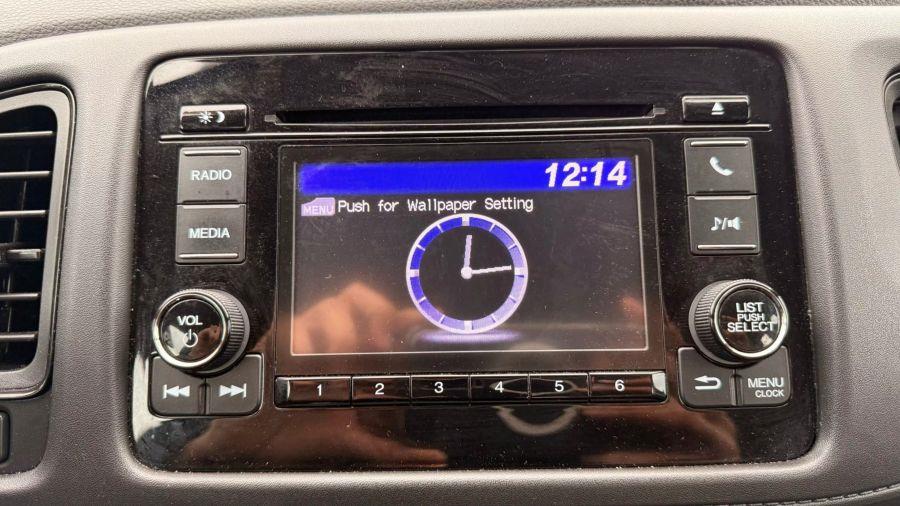 RADIO
MEDIA
VOL
12:14
MENU Push for Wallpaper Setting
1 2 3 4 5 6
LIST
PUSH
SELECT
MENU
CLOCK